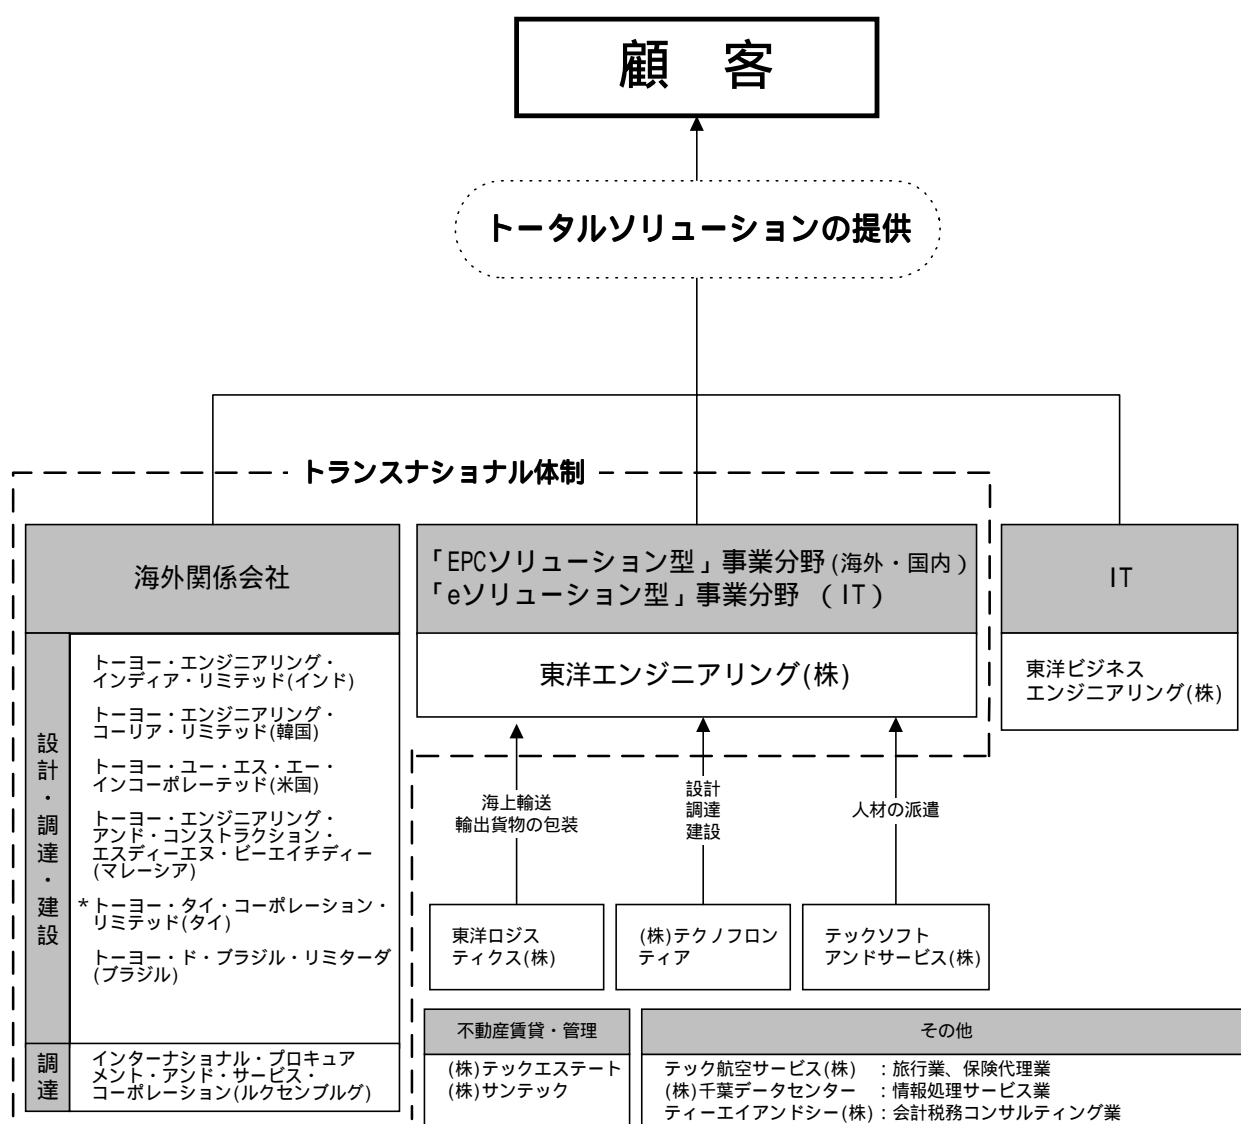 顧　客
トータルソリューションの提供
トランスナショナル体制
海外関係会社
設計・調達・建設
トーヨー・エンジニアリング・
インディア・リミテッド(インド)
トーヨー・エンジニアリング・
コーリア・リミテッド(韓国)
トーヨー・ユー・エス・エー・
インコーポレーテッド(米国)
トーヨー・エンジニアリング・
アンド・コンストラクション・
エスディーエヌ・ビーエイチディー
(マレーシア)
*トーヨー・タイ・コーポレーション・
リミテッド(タイ)
トーヨー・ド・ブラジル・リミターダ
(ブラジル)
調達
インターナショナル・プロキュア
メント・アンド・サービス・
コーポレーション(ルクセンブルグ)
「EPCソリューション型」事業分野(海外・国内)
「eソリューション型」事業分野 (IT)
東洋エンジニアリング(株)
IT
東洋ビジネス
エンジニアリング(株)
海上輸送
輸出貨物の包装
設計
調達
建設
人材の派遣
東洋ロジス
ティクス(株)
(株)テクノフロン
ティア
テックソフト
アンドサービス(株)
不動産賃貸・管理
(株)テックエステート
(株)サンテック
その他
テック航空サービス(株)　：旅行業、保険代理業
(株)千葉データセンター　：情報処理サービス業
ティーエイアンドシー(株)：会計税務コンサルティング業